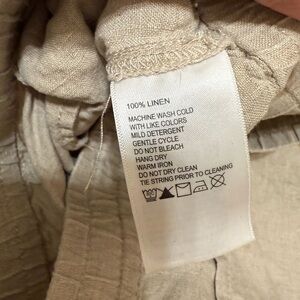 100% LINEN
MACHINE WASH COLD
WITH LIKE COLORS
MILD DETERGENT
GENTLE CYCLE
DO NOT BLEACH
HANG DRY
WARM IRON
DO NOT DRY CLEAN
TIE STRING PRIOR TO CLEANING